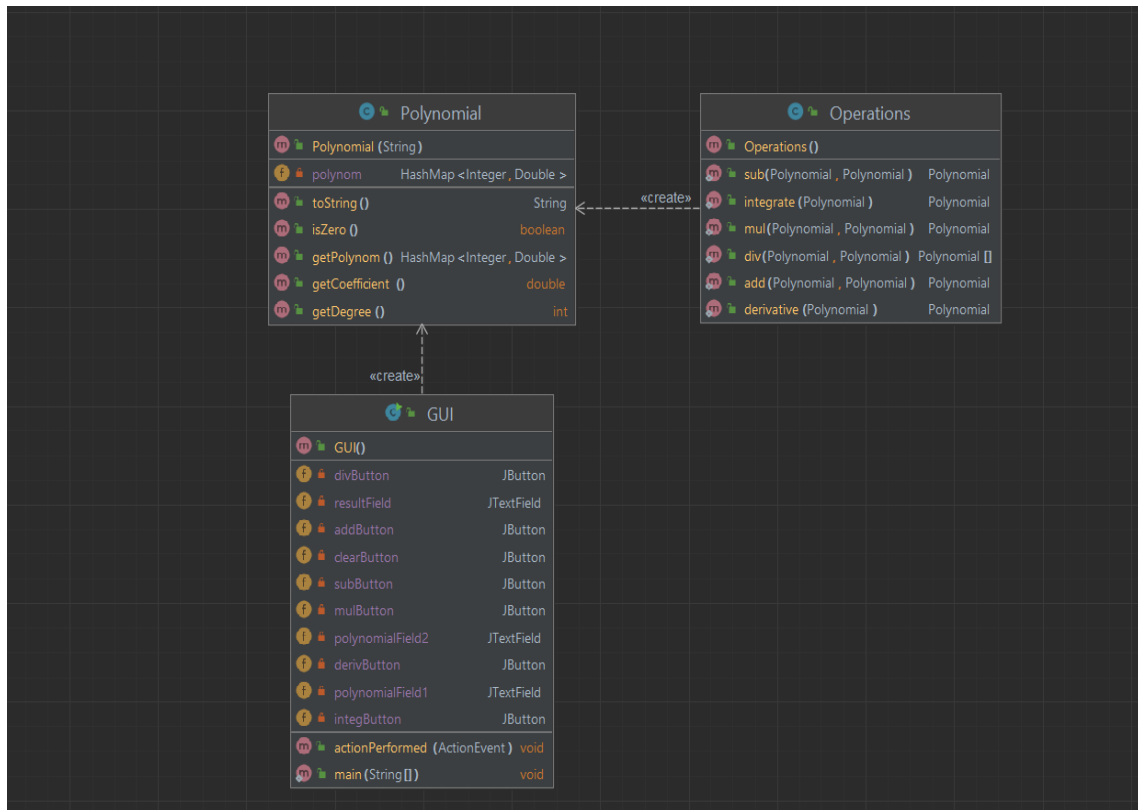 Polynomial
Polynomial (String)
polynom HashMap <Integer, Double >
toString () String
isZero () boolean
getPolynom () HashMap <Integer, Double >
getCoefficient () double
getDegree () int
«create»
Operations
Operations ()
sub(Polynomial , Polynomial ) Polynomial
integrate (Polynomial ) Polynomial
mul(Polynomial , Polynomial ) Polynomial
div(Polynomial , Polynomial ) Polynomial []
add (Polynomial , Polynomial ) Polynomial
derivative (Polynomial ) Polynomial
«create»
GUI
GUI()
divButton JButton
resultField JTextField
addButton JButton
clearButton JButton
subButton JButton
mulButton JButton
polynomialField2 JTextField
derivButton JButton
polynomialField1 JTextField
integButton JButton
actionPerformed (ActionEvent ) void
main (String[] ) void